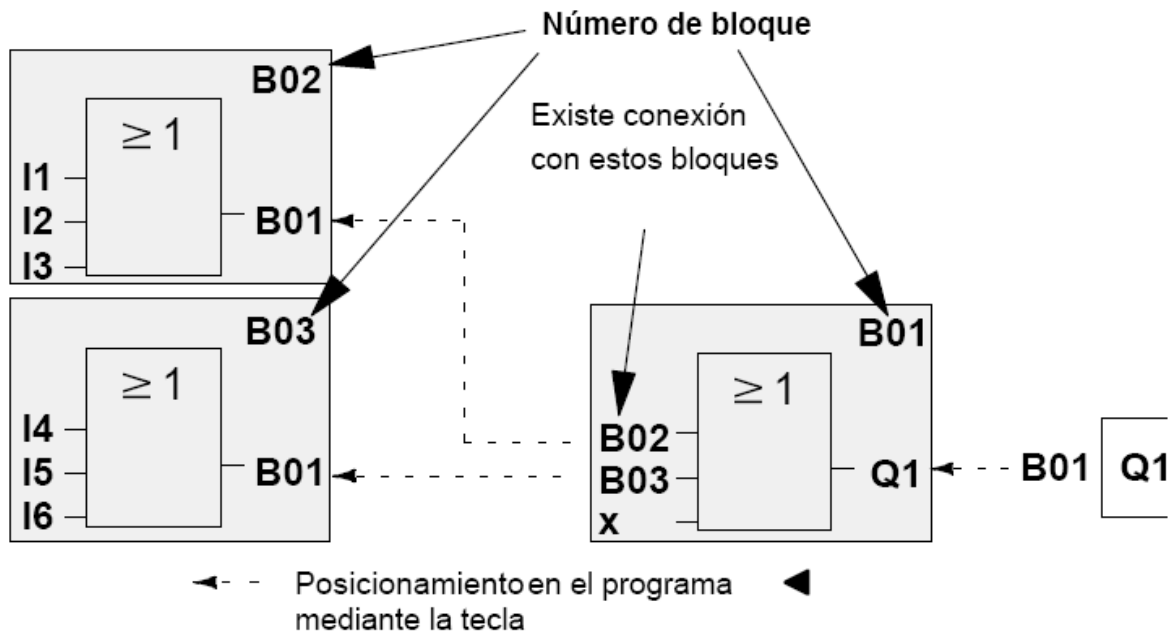 Número de bloque
B02
≥ 1
I1
I2
I3
B01
Existe conexión
con estos bloques
B03
≥ 1
I4
I5
I6
B01
B01
≥ 1
B02
B03
x
Q1
B01
Q1
Posicionamiento en el programa
mediante la tecla